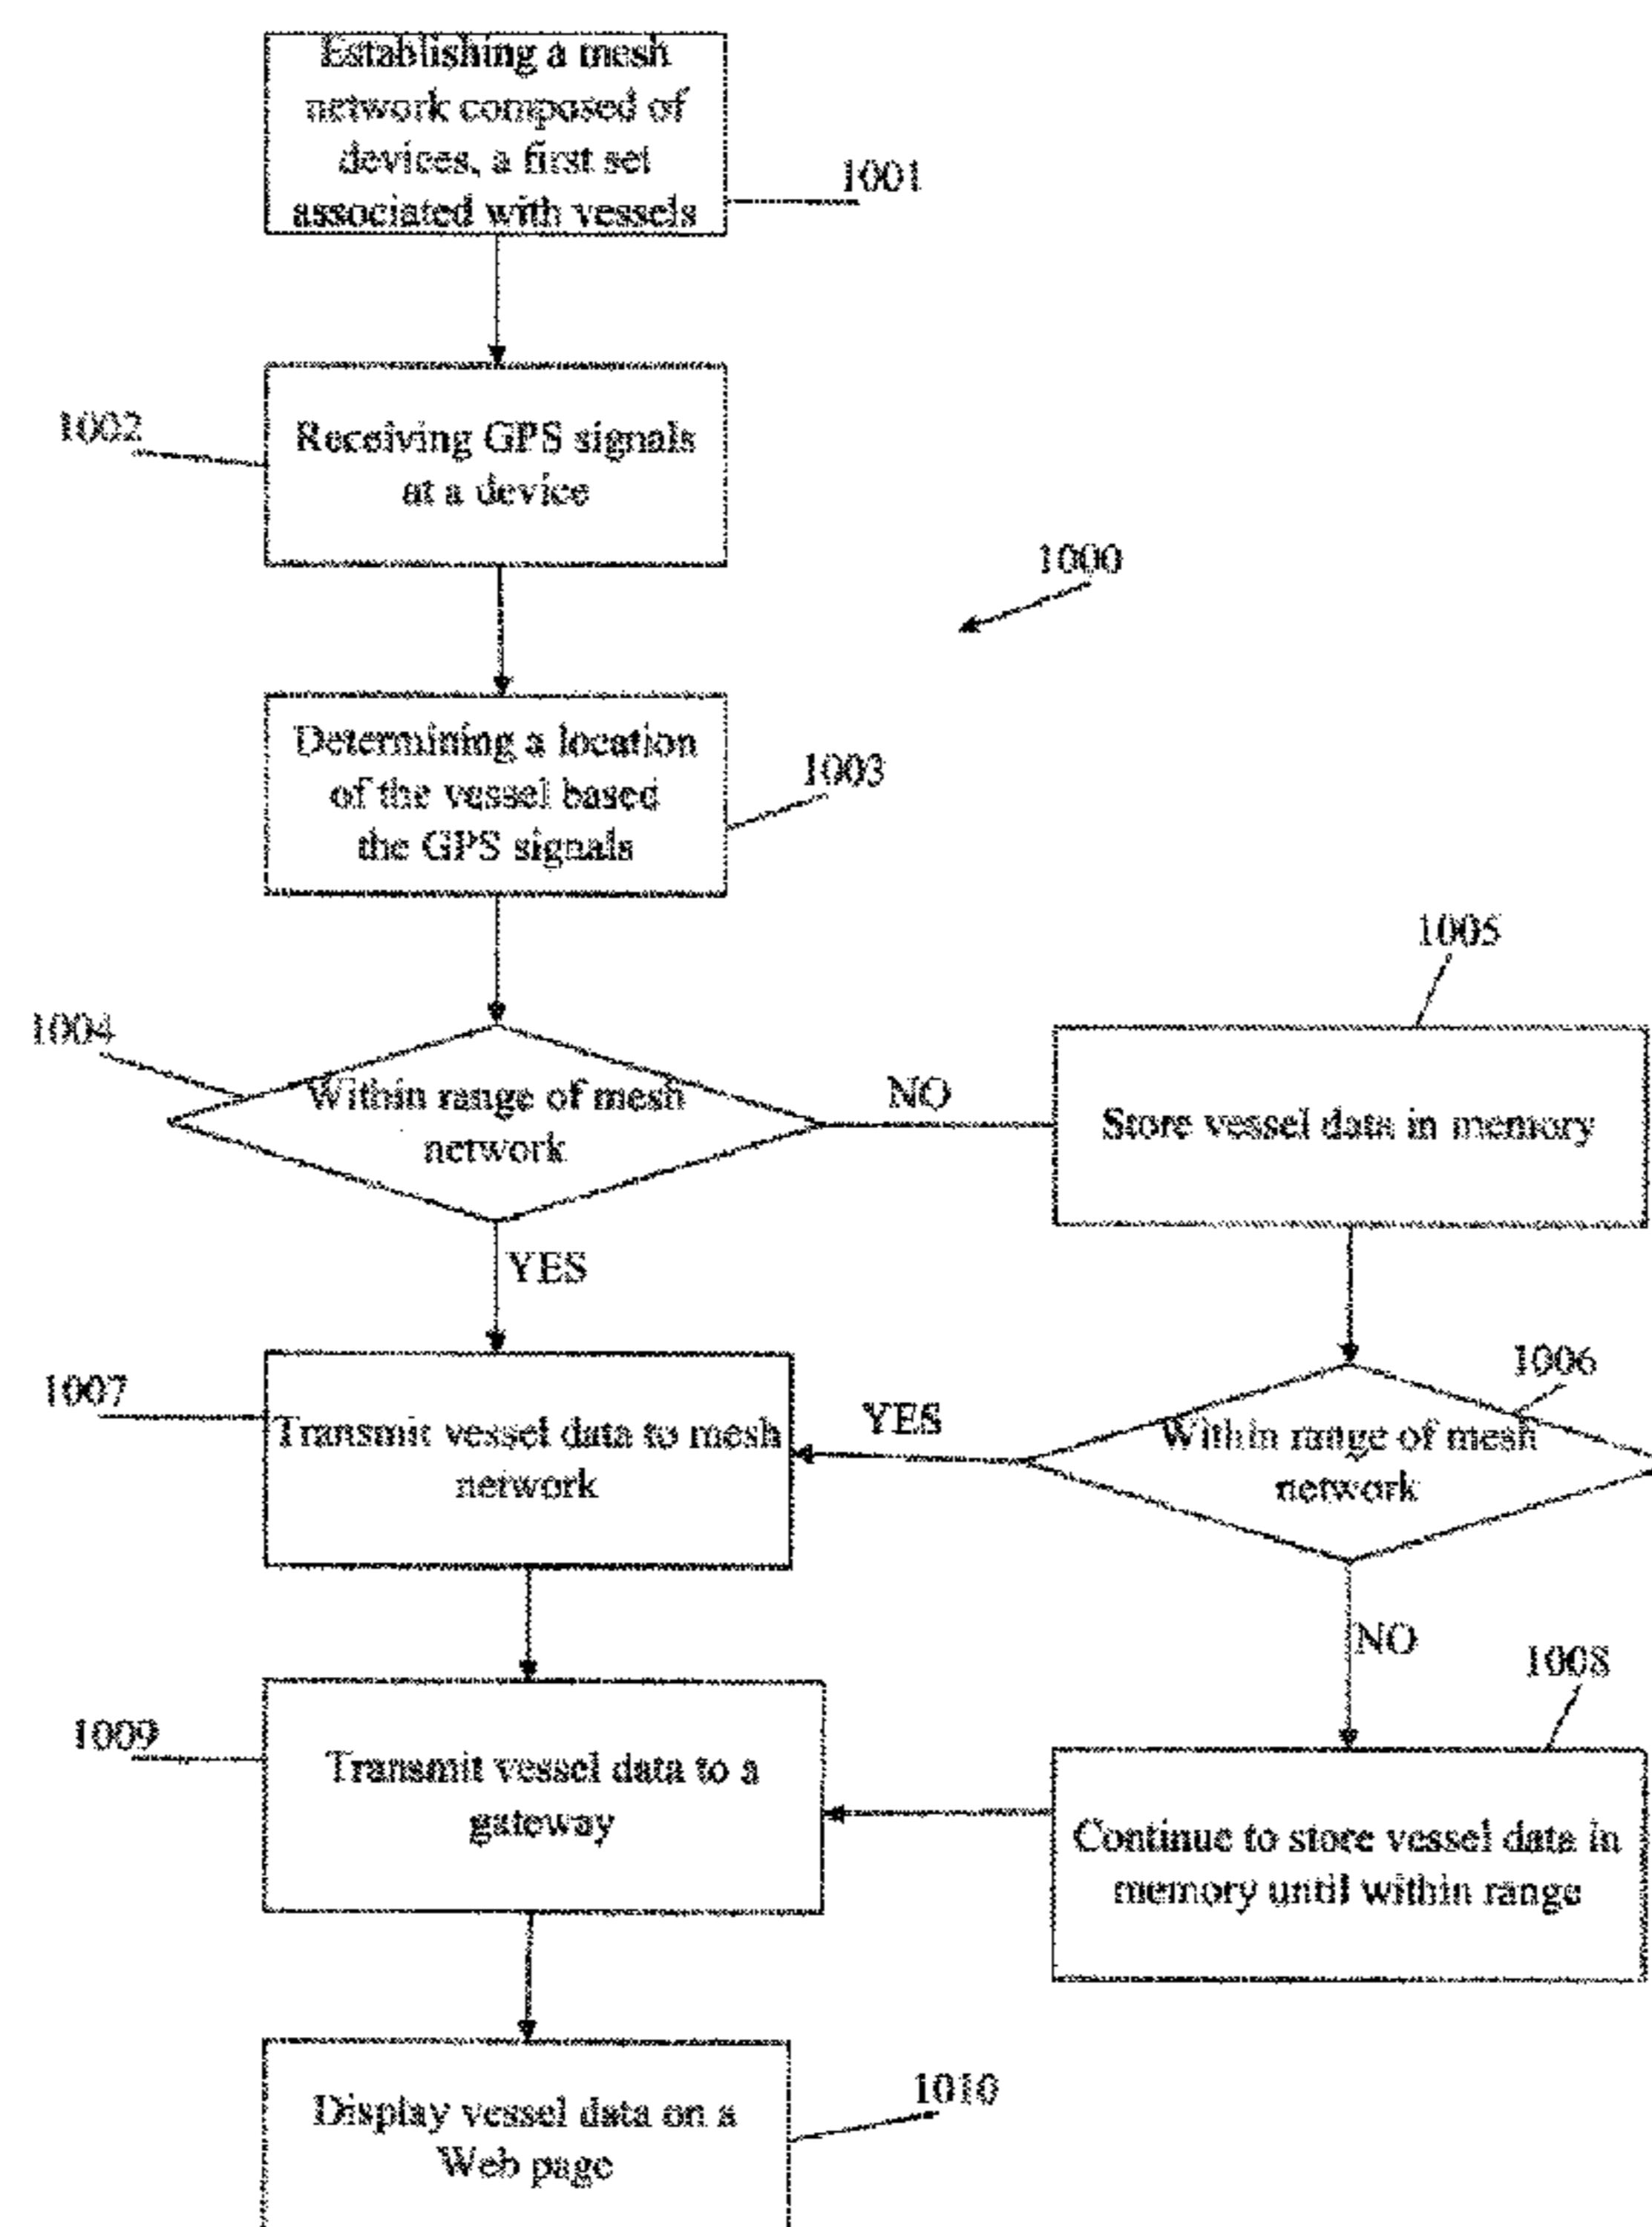 Establishing a mesh
network composed of
devices, a first set
associated with vessels
1001
1002
Receiving GPS signals
at a device
1000
Determining a location
of the vessel based
the GPS signals
1003
1005
1004
Within range of mesh
network
NO
Store vessel data in memory
YES
1006
1007
Transmit vessel data to mesh
network
YES
Within range of mesh
network
NO
1008
1009
Transmit vessel data to a
gateway
Continue to store vessel data in
memory until within range
1010
Display vessel data on a
Web page